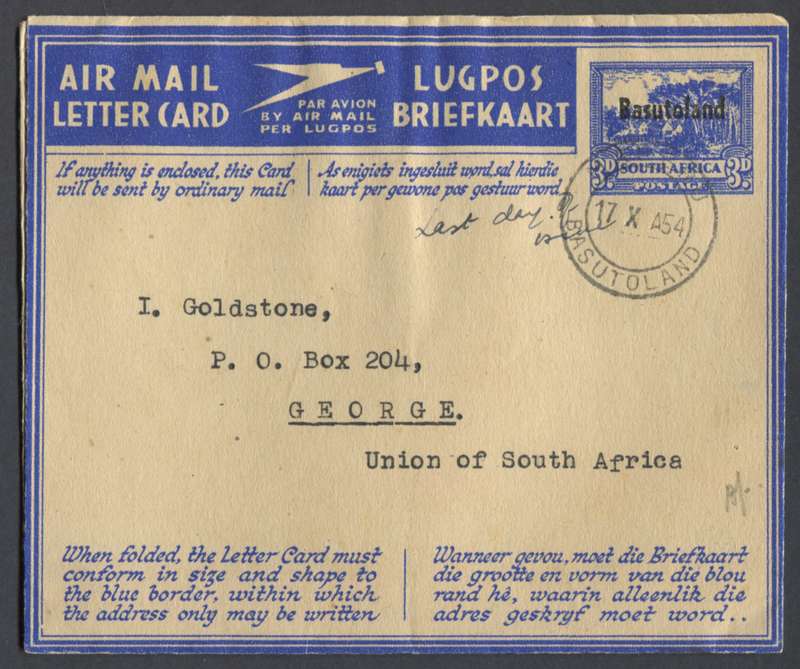 AIR MAIL
LETTER CARD
PAR AVION
BY AIR MAIL
PER LUGPOS
LUGPOS
BRIEFKAART
Basutoland
3D SOUTH AFRICA 3D
POSTAGE
If anything is enclosed, this Card
will be sent by ordinary mail
As enigiets ingesluit word, sal hierdie
kaart per gewone pos gestuur word.
Last day
17 X A54
BASUTOLAND
I. Goldstone,
P. O. Box 204,
GEORGE.
Union of South Africa
When folded, the Letter Card must
conform in size and shape to
the blue border, within which
the address only may be written
Wanneer gevou, moet die Briefkaart
die grootte en vorm van die blou
rand hê, waarin alleenlik die
adres geskryf moet word..